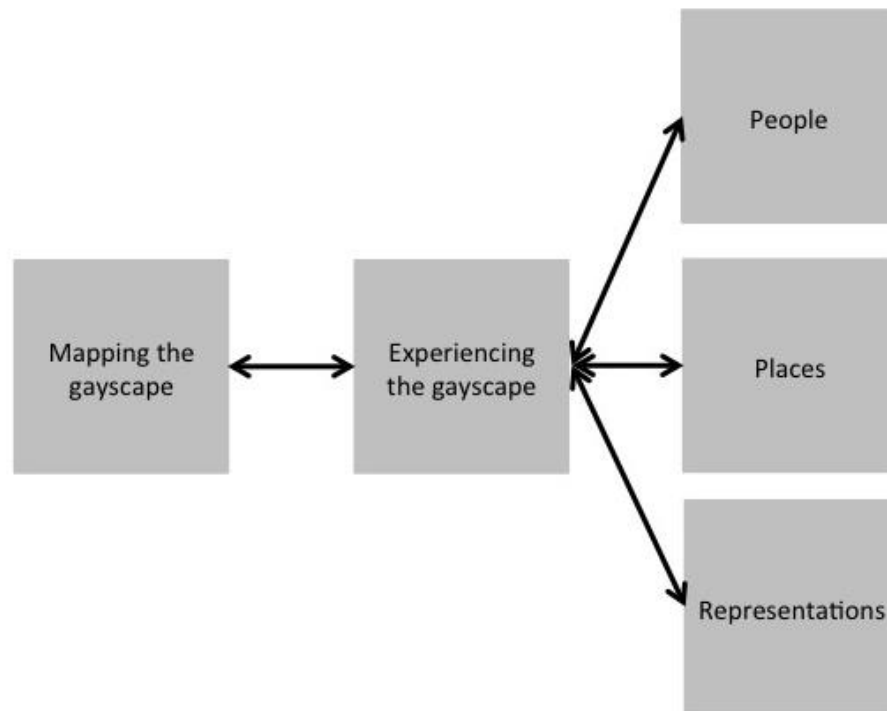 Mapping the
gayscape
Experiencing
the gayscape
People
Places
Representations